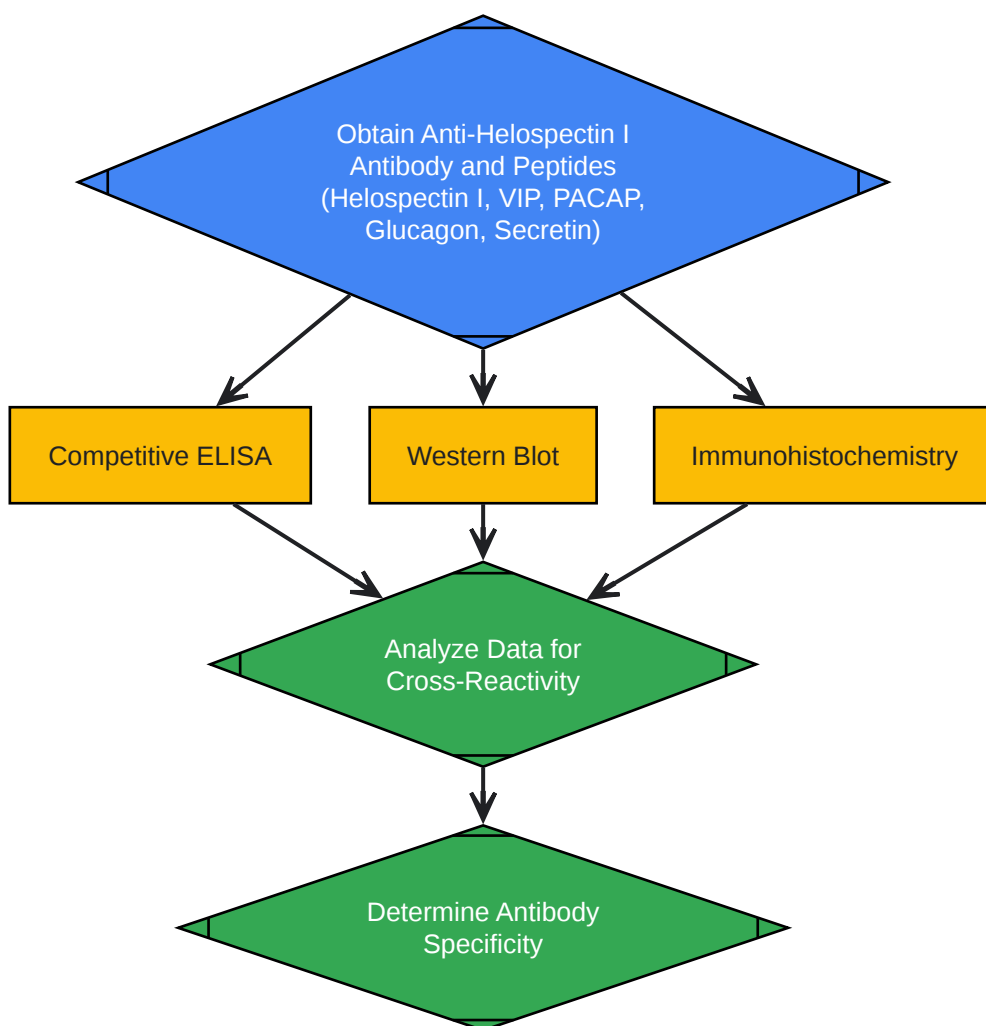 Obtain Anti-Helospectin I
Antibody and Peptides
(Helospectin I, VIP, PACAP,
Glucagon, Secretin)
Competitive ELISA
Western Blot
Immunohistochemistry
Analyze Data for
Cross-Reactivity
Determine Antibody
Specificity